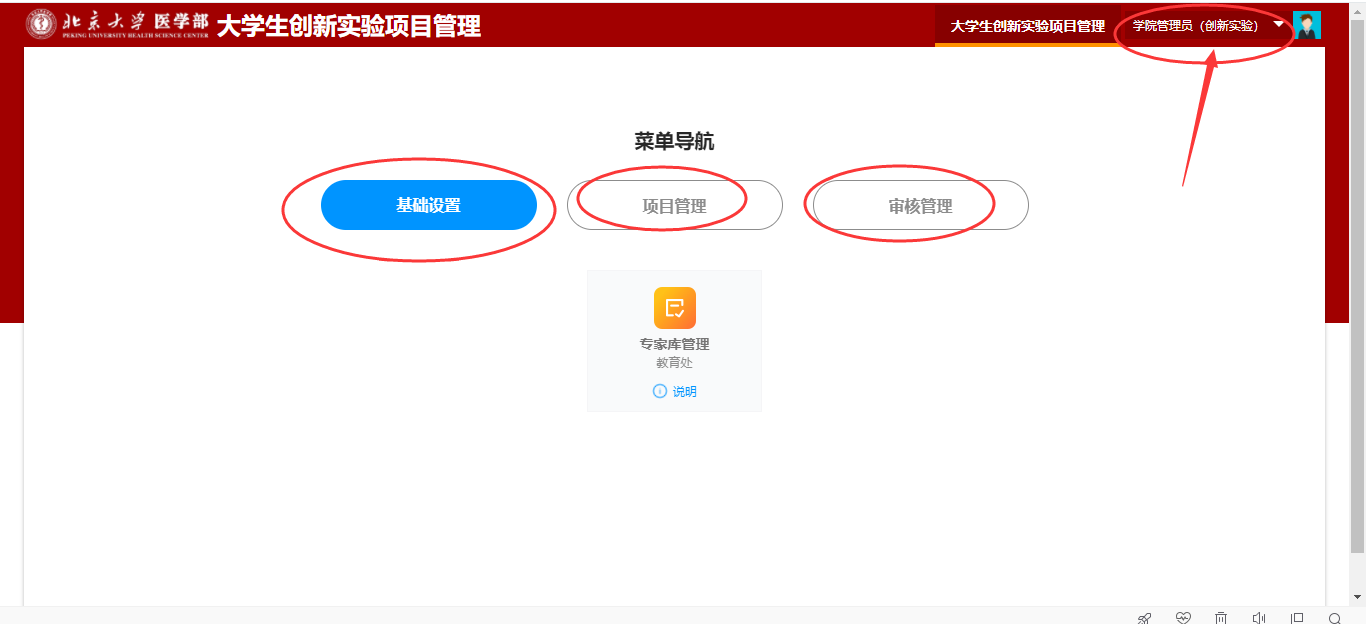 北京大学 医学部 大学生创新实验项目管理
PEKING UNIVERSITY HEALTH SCIENCE CENTER
大学生创新实验项目管理 学院管理员（创新实验）
菜单导航
基础设置 项目管理 审核管理
专家库管理
教育处
说明